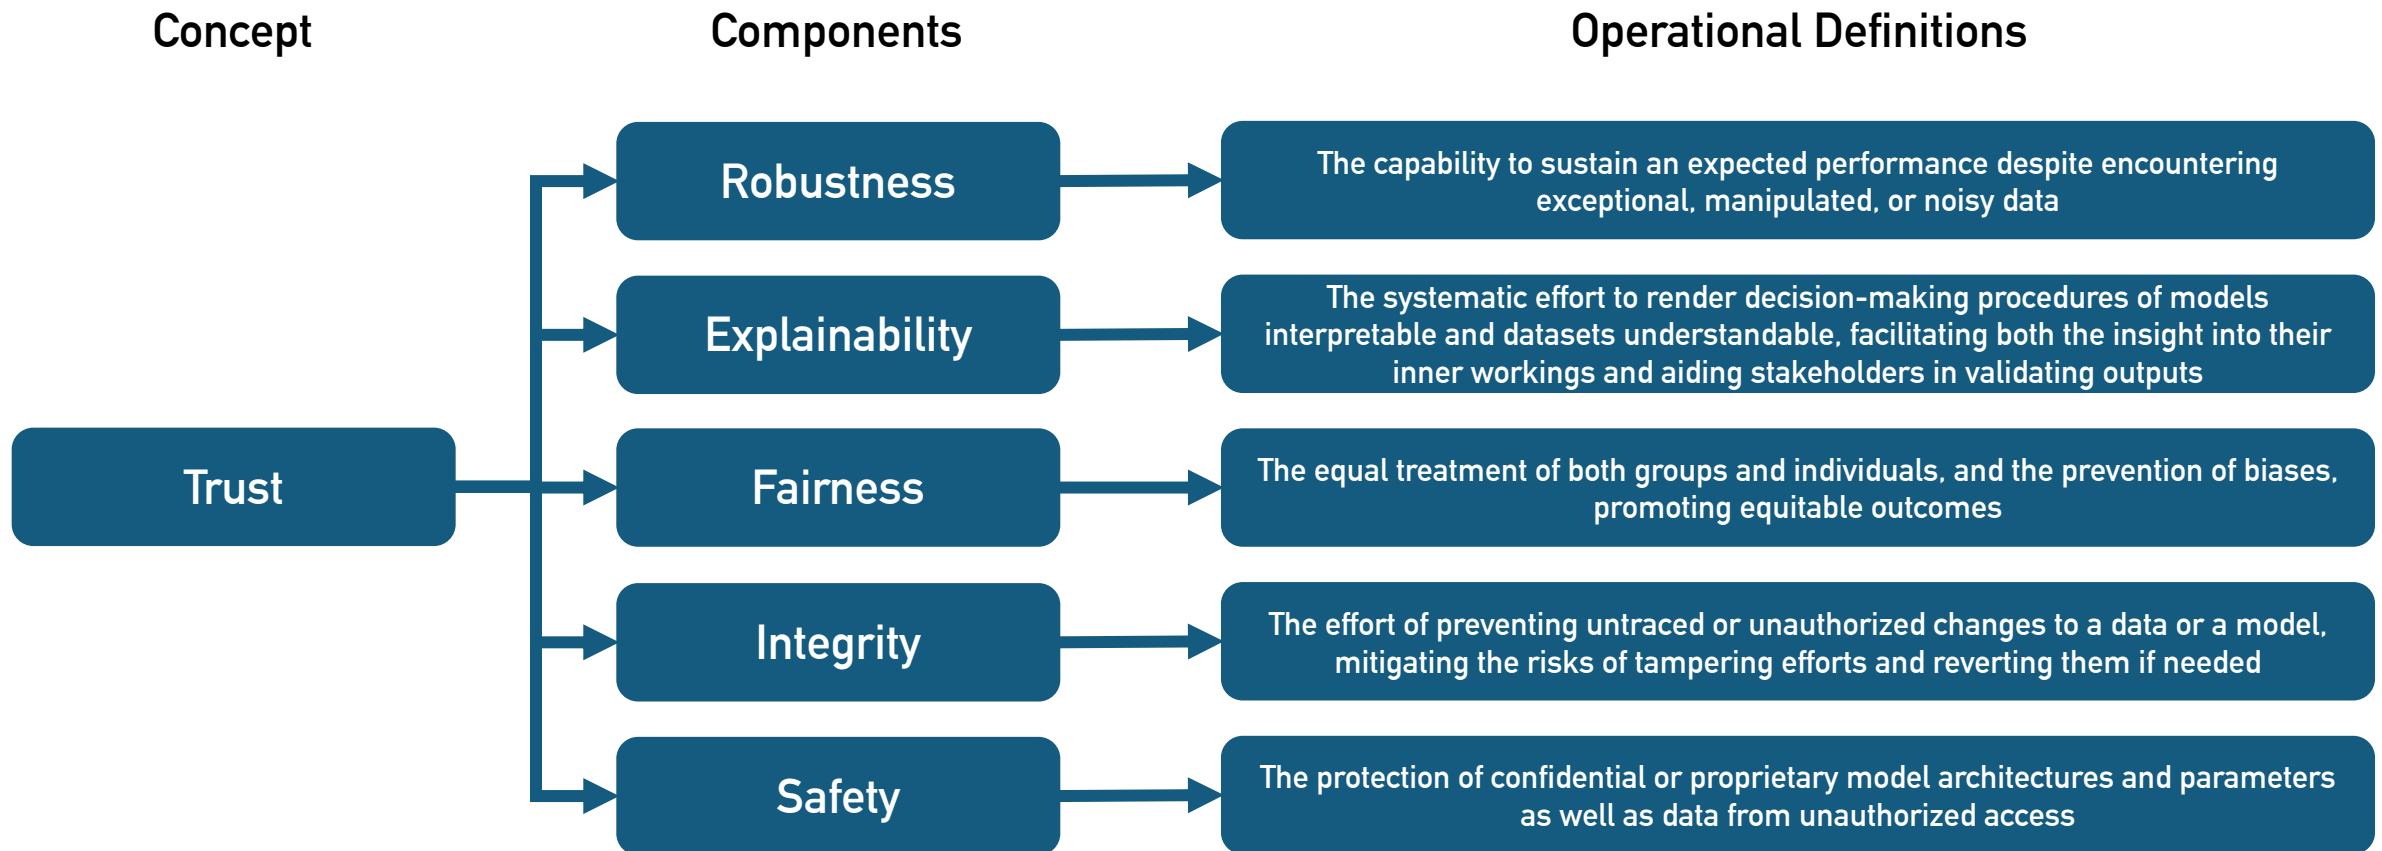 Concept
Components
Operational Definitions
Trust
Robustness
The capability to sustain an expected performance despite encountering
exceptional, manipulated, or noisy data
Explainability
The systematic effort to render decision-making procedures of models
interpretable and datasets understandable, facilitating both the insight into their
inner workings and aiding stakeholders in validating outputs
Fairness
The equal treatment of both groups and individuals, and the prevention of biases,
promoting equitable outcomes
Integrity
The effort of preventing untraced or unauthorized changes to a data or a model,
mitigating the risks of tampering efforts and reverting them if needed
Safety
The protection of confidential or proprietary model architectures and parameters
as well as data from unauthorized access